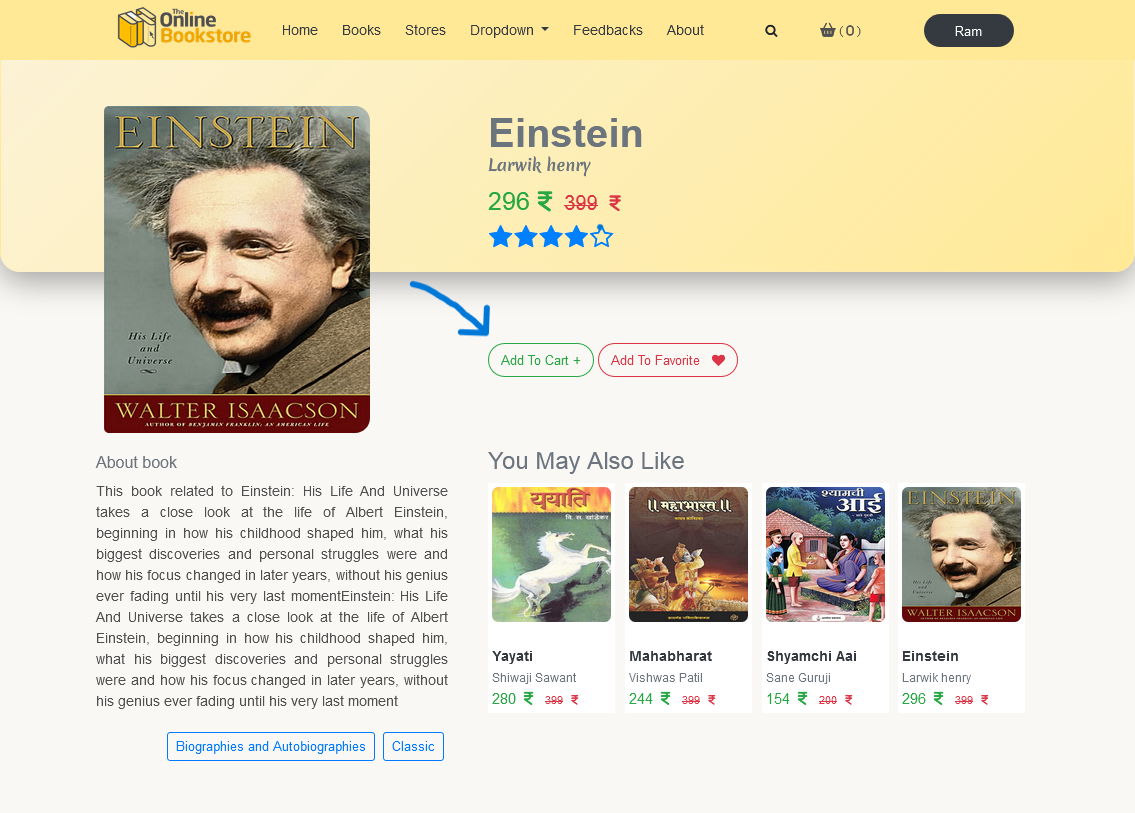 The
Online
Bookstore
Home Books Stores Dropdown Feedbacks About ( 0 ) Ram
EINSTEIN
His Life
and
Universe
WALTER ISAACSON
AUTHOR OF BENJAMIN FRANKLIN: AN AMERICAN LIFE
Einstein
Larwik henry
296 ₹ 399 ₹
Add To Cart + Add To Favorite
About book
This book related to Einstein: His Life And Universe
takes a close look at the life of Albert Einstein,
beginning in how his childhood shaped him, what his
biggest discoveries and personal struggles were and
how his focus changed in later years, without his genius
ever fading until his very last momentEinstein: His Life
And Universe takes a close look at the life of Albert
Einstein, beginning in how his childhood shaped him,
what his biggest discoveries and personal struggles
were and how his focus changed in later years, without
his genius ever fading until his very last moment
Biographies and Autobiographies Classic
You May Also Like
ययाति
वि. स. खांडेकर
Yayati
Shiwaji Sawant
280 ₹ 399 ₹
॥ महाभारत ॥
Mahabharat
Vishwas Patil
244 ₹ 399 ₹
श्यामची
आई
Shyamchi Aai
Sane Guruji
154 ₹ 200 ₹
EINSTEIN
His Life
and
Universe
WALTER ISAACSON
Einstein
Larwik henry
296 ₹ 399 ₹